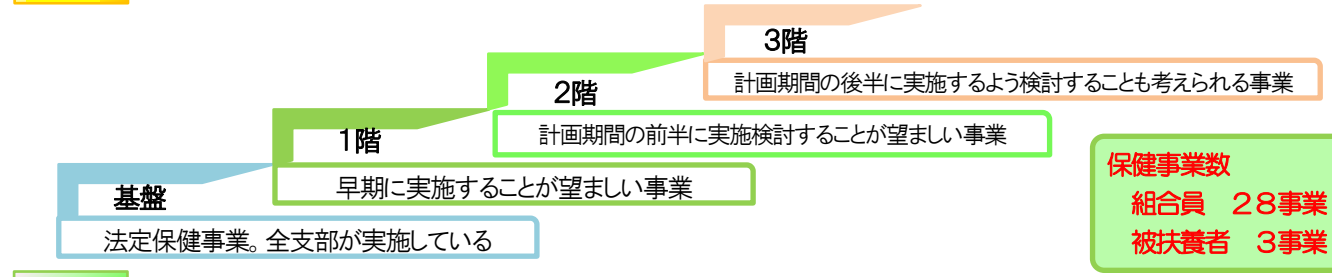 3階
計画期間の後半に実施するよう検討することも考えられる事業
2階
計画期間の前半に実施検討することが望ましい事業
1階
早期に実施することが望ましい事業
基盤
法定保健事業。全支部が実施している
保健事業数
組合員　28事業
被扶養者　3事業